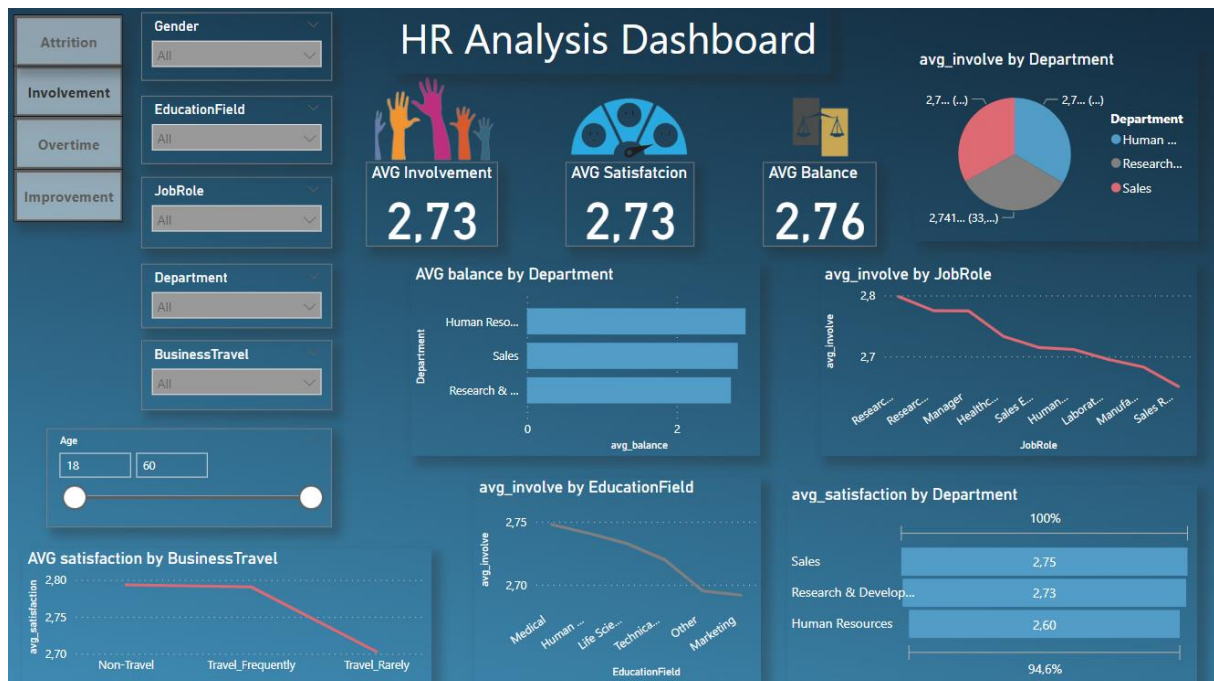 HR Analysis Dashboard
Attrition
Involvement
Overtime
Improvement
Gender
All
EducationField
All
JobRole
All
Department
All
BusinessTravel
All
Age
18 60
AVG Involvement
2,73
AVG Satisfatcion
2,73
AVG Balance
2,76
avg_involve by Department
2,7... (...)
2,7... (...)
2,741... (33,...)
Department
Human ...
Research...
Sales
AVG balance by Department
Department
Human Reso...
Sales
Research & ...
0 2
avg_balance
avg_involve by JobRole
avg_involve
2,8
2,7
Researc...
Researc...
Manager
Healthc...
Sales E...
Human...
Laborat...
Manufa...
Sales R...
JobRole
AVG satisfaction by BusinessTravel
avg_satisfaction
2,80
2,75
2,70
Non-Travel Travel_Frequently Travel_Rarely
avg_involve by EducationField
avg_involve
2,75
2,70
Medical
Human ...
Life Scie...
Technica...
Other
Marketing
EducationField
avg_satisfaction by Department
100%
Sales 2,75
Research & Develop... 2,73
Human Resources 2,60
94,6%